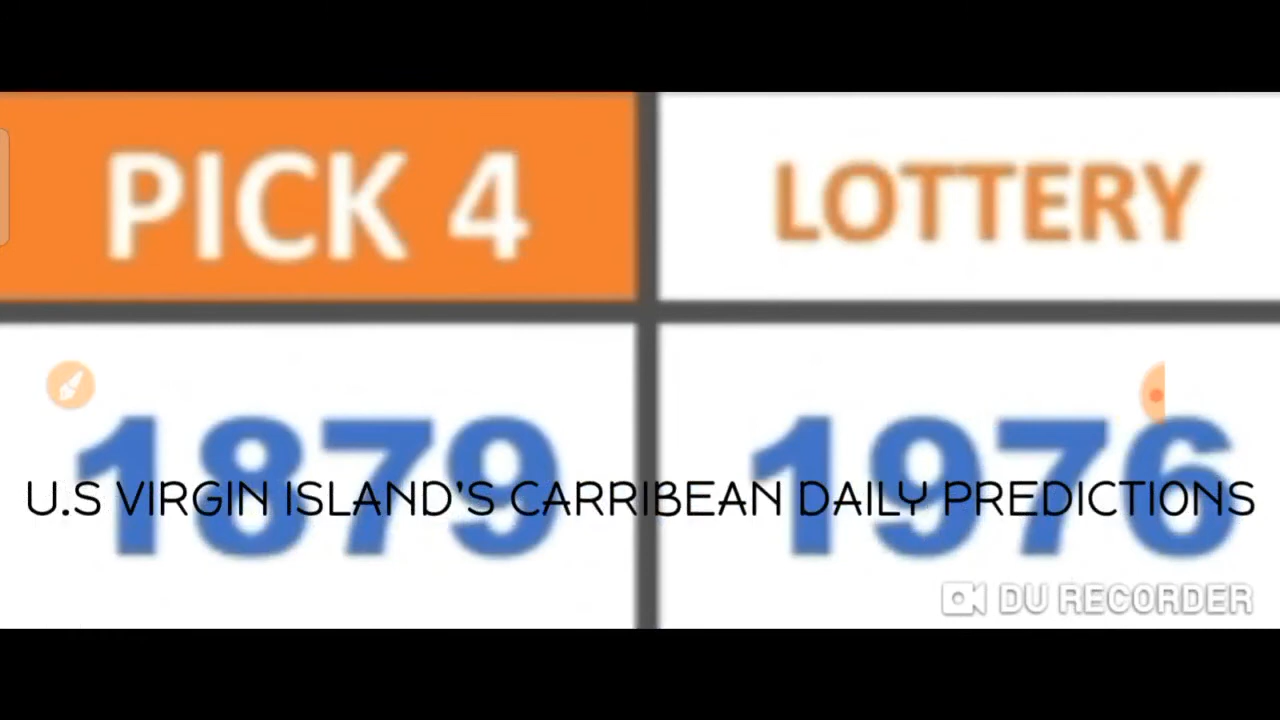 PICK 4 LOTTERY
1879 1976
U.S VIRGIN ISLAND'S CARRIBEAN DAILY PREDICTIONS
DU RECORDER